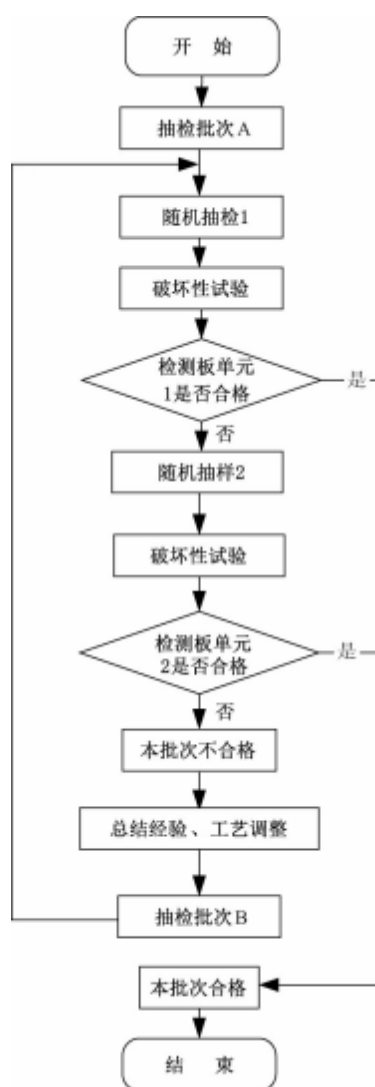 开 始
抽检批次A
随机抽检1
破坏性试验
检测板单元
1是否合格
是
否
随机抽样2
破坏性试验
检测板单元
2是否合格
是
否
本批次不合格
总结经验、工艺调整
抽检批次B
本批次合格
结 束